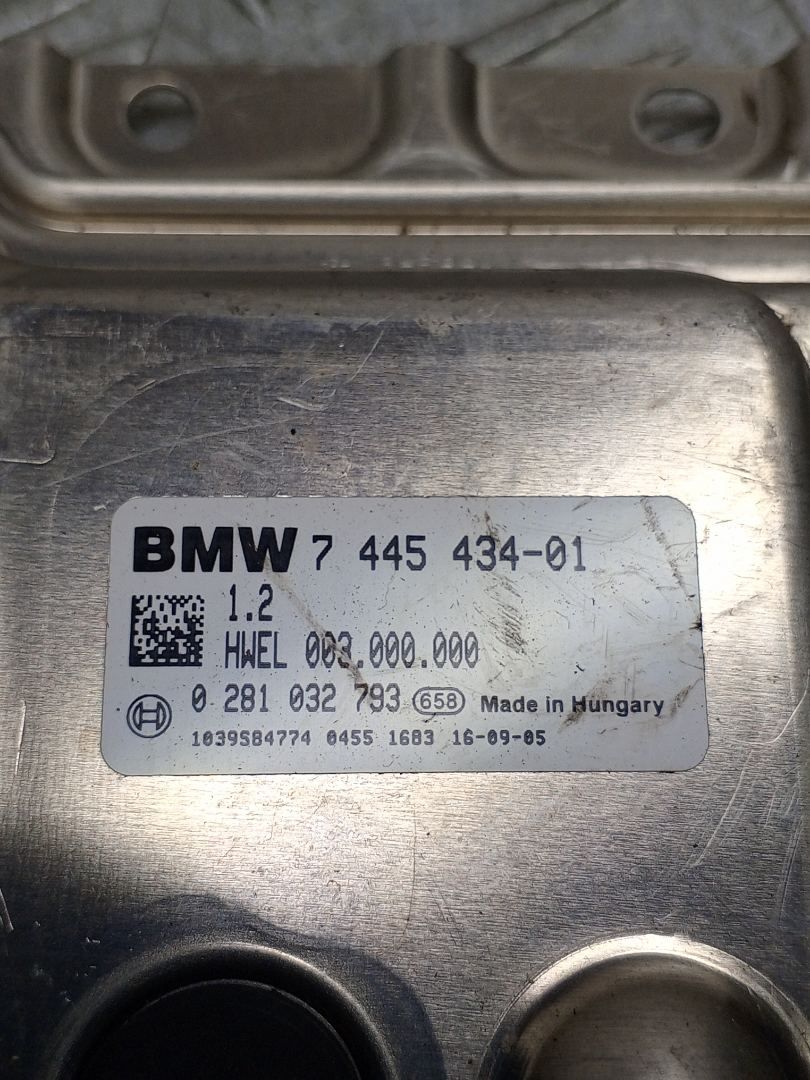 BMW 7 445 434-01
1.2
HWEL 003.000.000
0 281 032 793 658 Made in Hungary
1039S84774 0455 1683 16-09-05